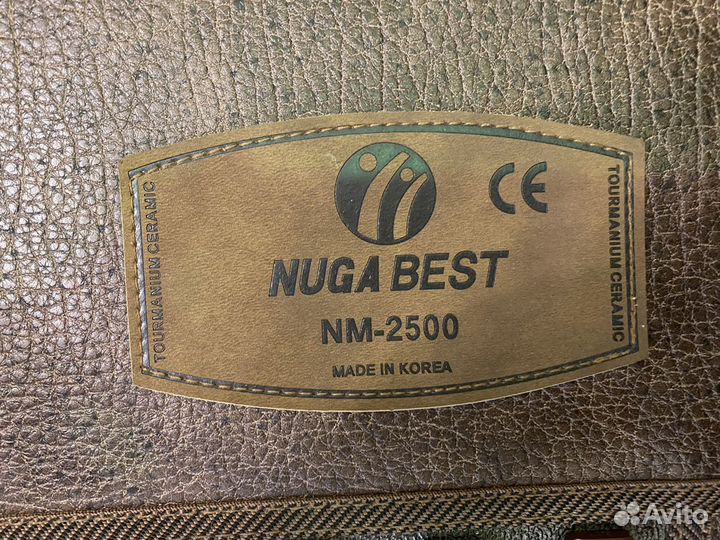 CE
NUGA BEST
NM-2500
MADE IN KOREA
TOURMANIUM CERAMIC
TOURMANIUM CERAMIC
Avito